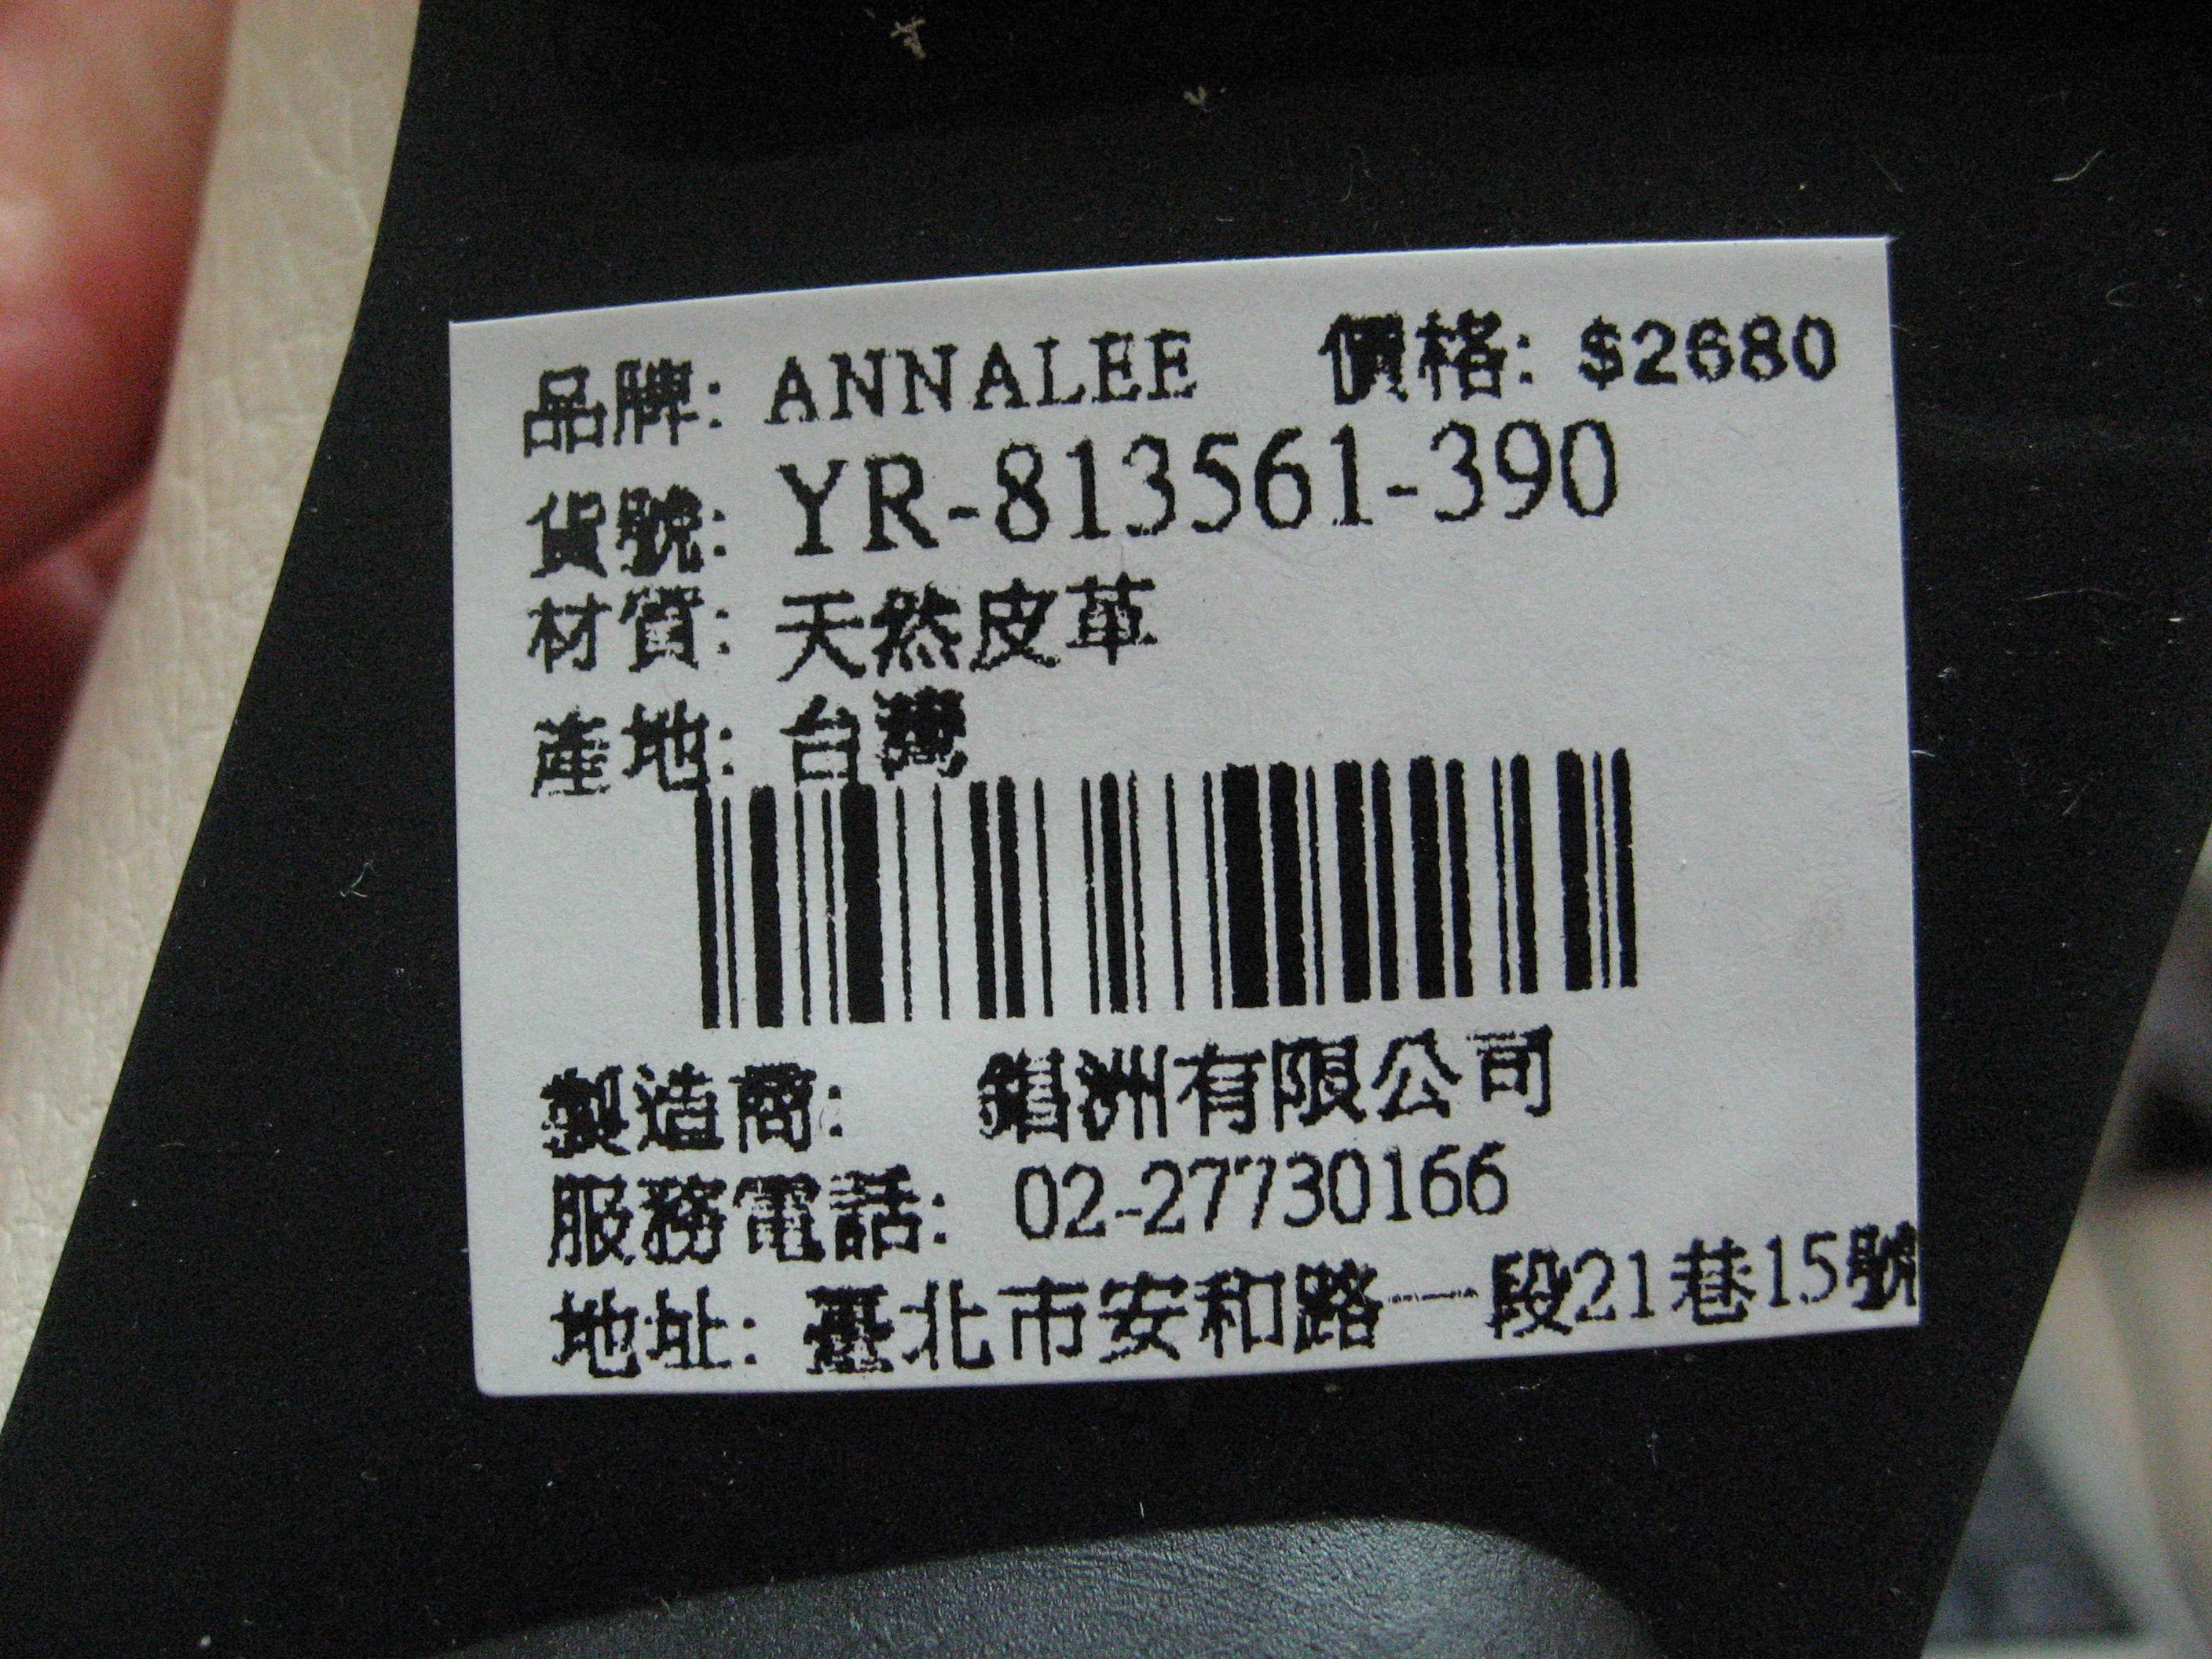 品牌: ANNALEE 價格: $2680
貨號: YR-813561-390
材質: 天然皮革
產地: 台灣
製造商: 錩洲有限公司
服務電話: 02-27730166
地址: 臺北市安和路一段21巷15號